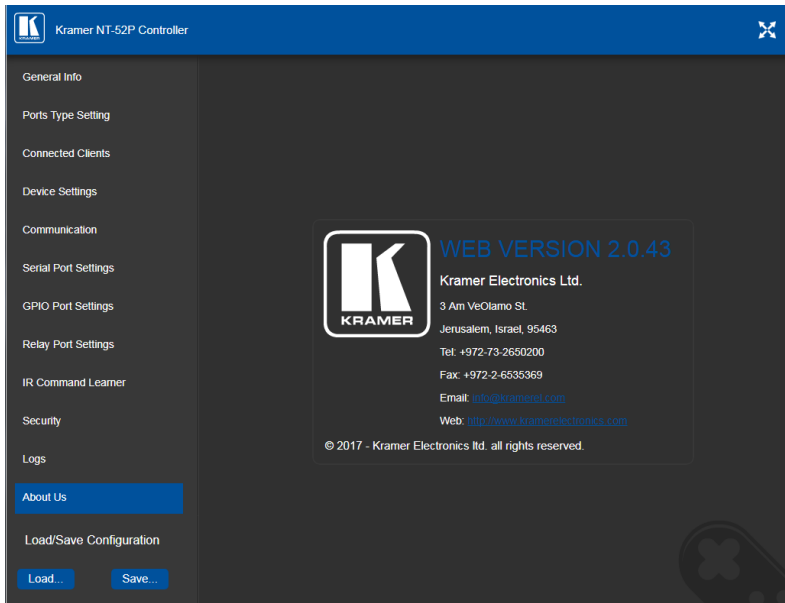 KRAMER
Kramer NT-52P Controller
General Info
Ports Type Setting
Connected Clients
Device Settings
Communication
Serial Port Settings
GPIO Port Settings
Relay Port Settings
IR Command Learner
Security
Logs
About Us
Load/Save Configuration
Load... Save...
KRAMER
WEB VERSION 2.0.43
Kramer Electronics Ltd.
3 Am VeOlamo St.
Jerusalem, Israel, 95463
Tel: +972-73-2650200
Fax: +972-2-6535369
Email: info@kramerel.com
Web: http://www.kramerelectronics.com
© 2017 - Kramer Electronics ltd. all rights reserved.